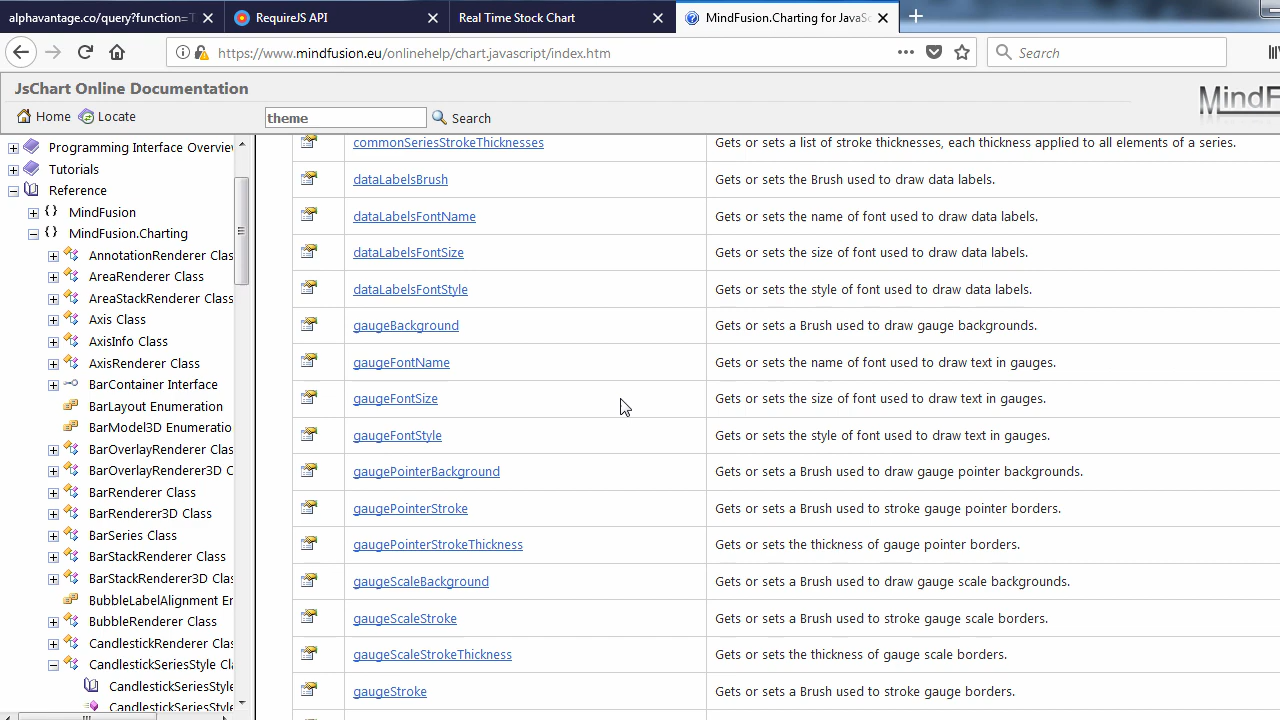 alphavantage.co/query?function=T
RequireJS API
Real Time Stock Chart
MindFusion.Charting for JavaSc
https://www.mindfusion.eu/onlinehelp/chart.javascript/index.htm
Search
JsChart Online Documentation
MindF
Home
Locate
theme
Search
Programming Interface Overvie
Tutorials
Reference
MindFusion
MindFusion.Charting
AnnotationRenderer Clas
AreaRenderer Class
AreaStackRenderer Class
Axis Class
AxisInfo Class
AxisRenderer Class
BarContainer Interface
BarLayout Enumeration
BarModel3D Enumeratio
BarOverlayRenderer Class
BarOverlayRenderer3D C
BarRenderer Class
BarRenderer3D Class
BarSeries Class
BarStackRenderer Class
BarStackRenderer3D Clas
BubbleLabelAlignment En
BubbleRenderer Class
CandlestickRenderer Clas
CandlestickSeriesStyle Cl
CandlestickSeriesStyle
CandlestickSeriesStyle
commonSeriesStrokeThicknesses Gets or sets a list of stroke thicknesses, each thickness applied to all elements of a series.
dataLabelsBrush Gets or sets the Brush used to draw data labels.
dataLabelsFontName Gets or sets the name of font used to draw data labels.
dataLabelsFontSize Gets or sets the size of font used to draw data labels.
dataLabelsFontStyle Gets or sets the style of font used to draw data labels.
gaugeBackground Gets or sets a Brush used to draw gauge backgrounds.
gaugeFontName Gets or sets the name of font used to draw text in gauges.
gaugeFontSize Gets or sets the size of font used to draw text in gauges.
gaugeFontStyle Gets or sets the style of font used to draw text in gauges.
gaugePointerBackground Gets or sets a Brush used to draw gauge pointer backgrounds.
gaugePointerStroke Gets or sets a Brush used to stroke gauge pointer borders.
gaugePointerStrokeThickness Gets or sets the thickness of gauge pointer borders.
gaugeScaleBackground Gets or sets a Brush used to draw gauge scale backgrounds.
gaugeScaleStroke Gets or sets a Brush used to stroke gauge scale borders.
gaugeScaleStrokeThickness Gets or sets the thickness of gauge scale borders.
gaugeStroke Gets or sets a Brush used to stroke gauge borders.